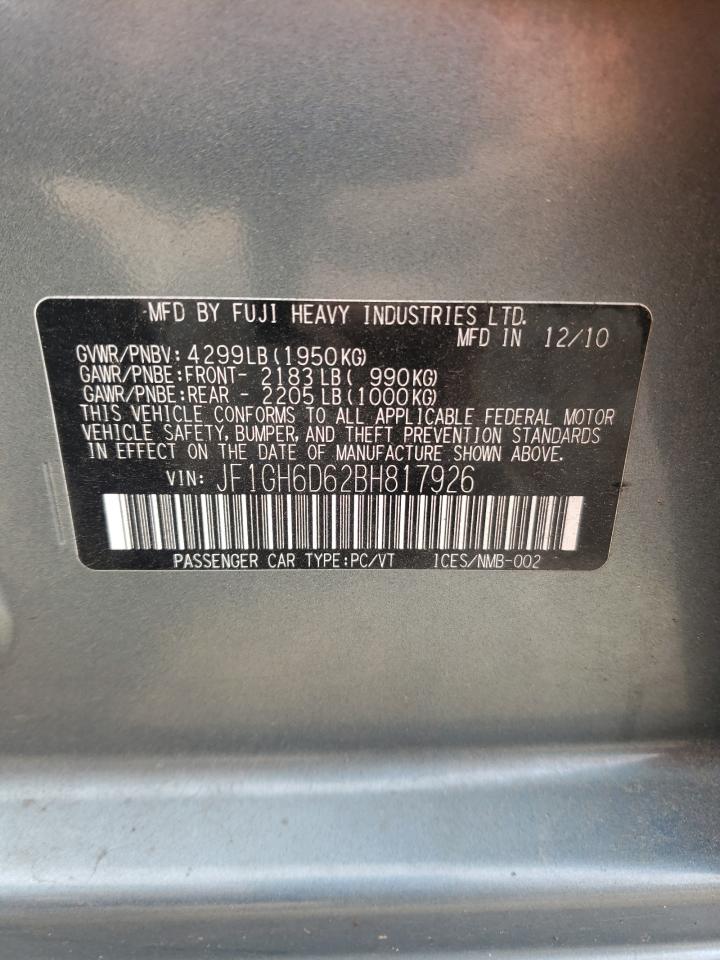 MFD BY FUJI HEAVY INDUSTRIES LTD.
MFD IN 12/10
GVWR/PNBV: 4299LB(1950KG)
GAWR/PNBE:FRONT- 2183LB( 990KG)
GAWR/PNBE:REAR - 2205LB(1000KG)
THIS VEHICLE CONFORMS TO ALL APPLICABLE FEDERAL MOTOR
VEHICLE SAFETY, BUMPER, AND THEFT PREVENTION STANDARDS
IN EFFECT ON THE DATE OF MANUFACTURE SHOWN ABOVE.
VIN: JF1GH6D62BH817926
PASSENGER CAR TYPE:PC/VT ICES/NMB-002